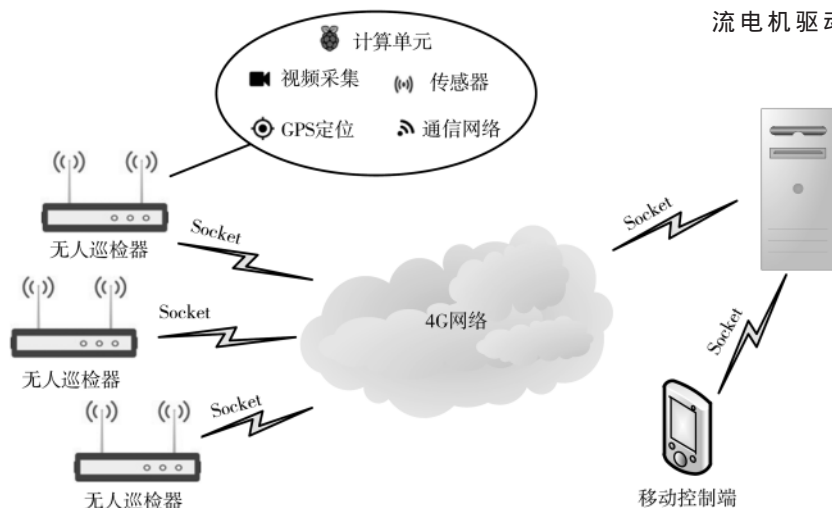 流电机驱动
计算单元
视频采集 传感器
GPS定位 通信网络
Socket
无人巡检器
Socket
无人巡检器
Socket
无人巡检器
4G网络
Socket
Socket
移动控制端